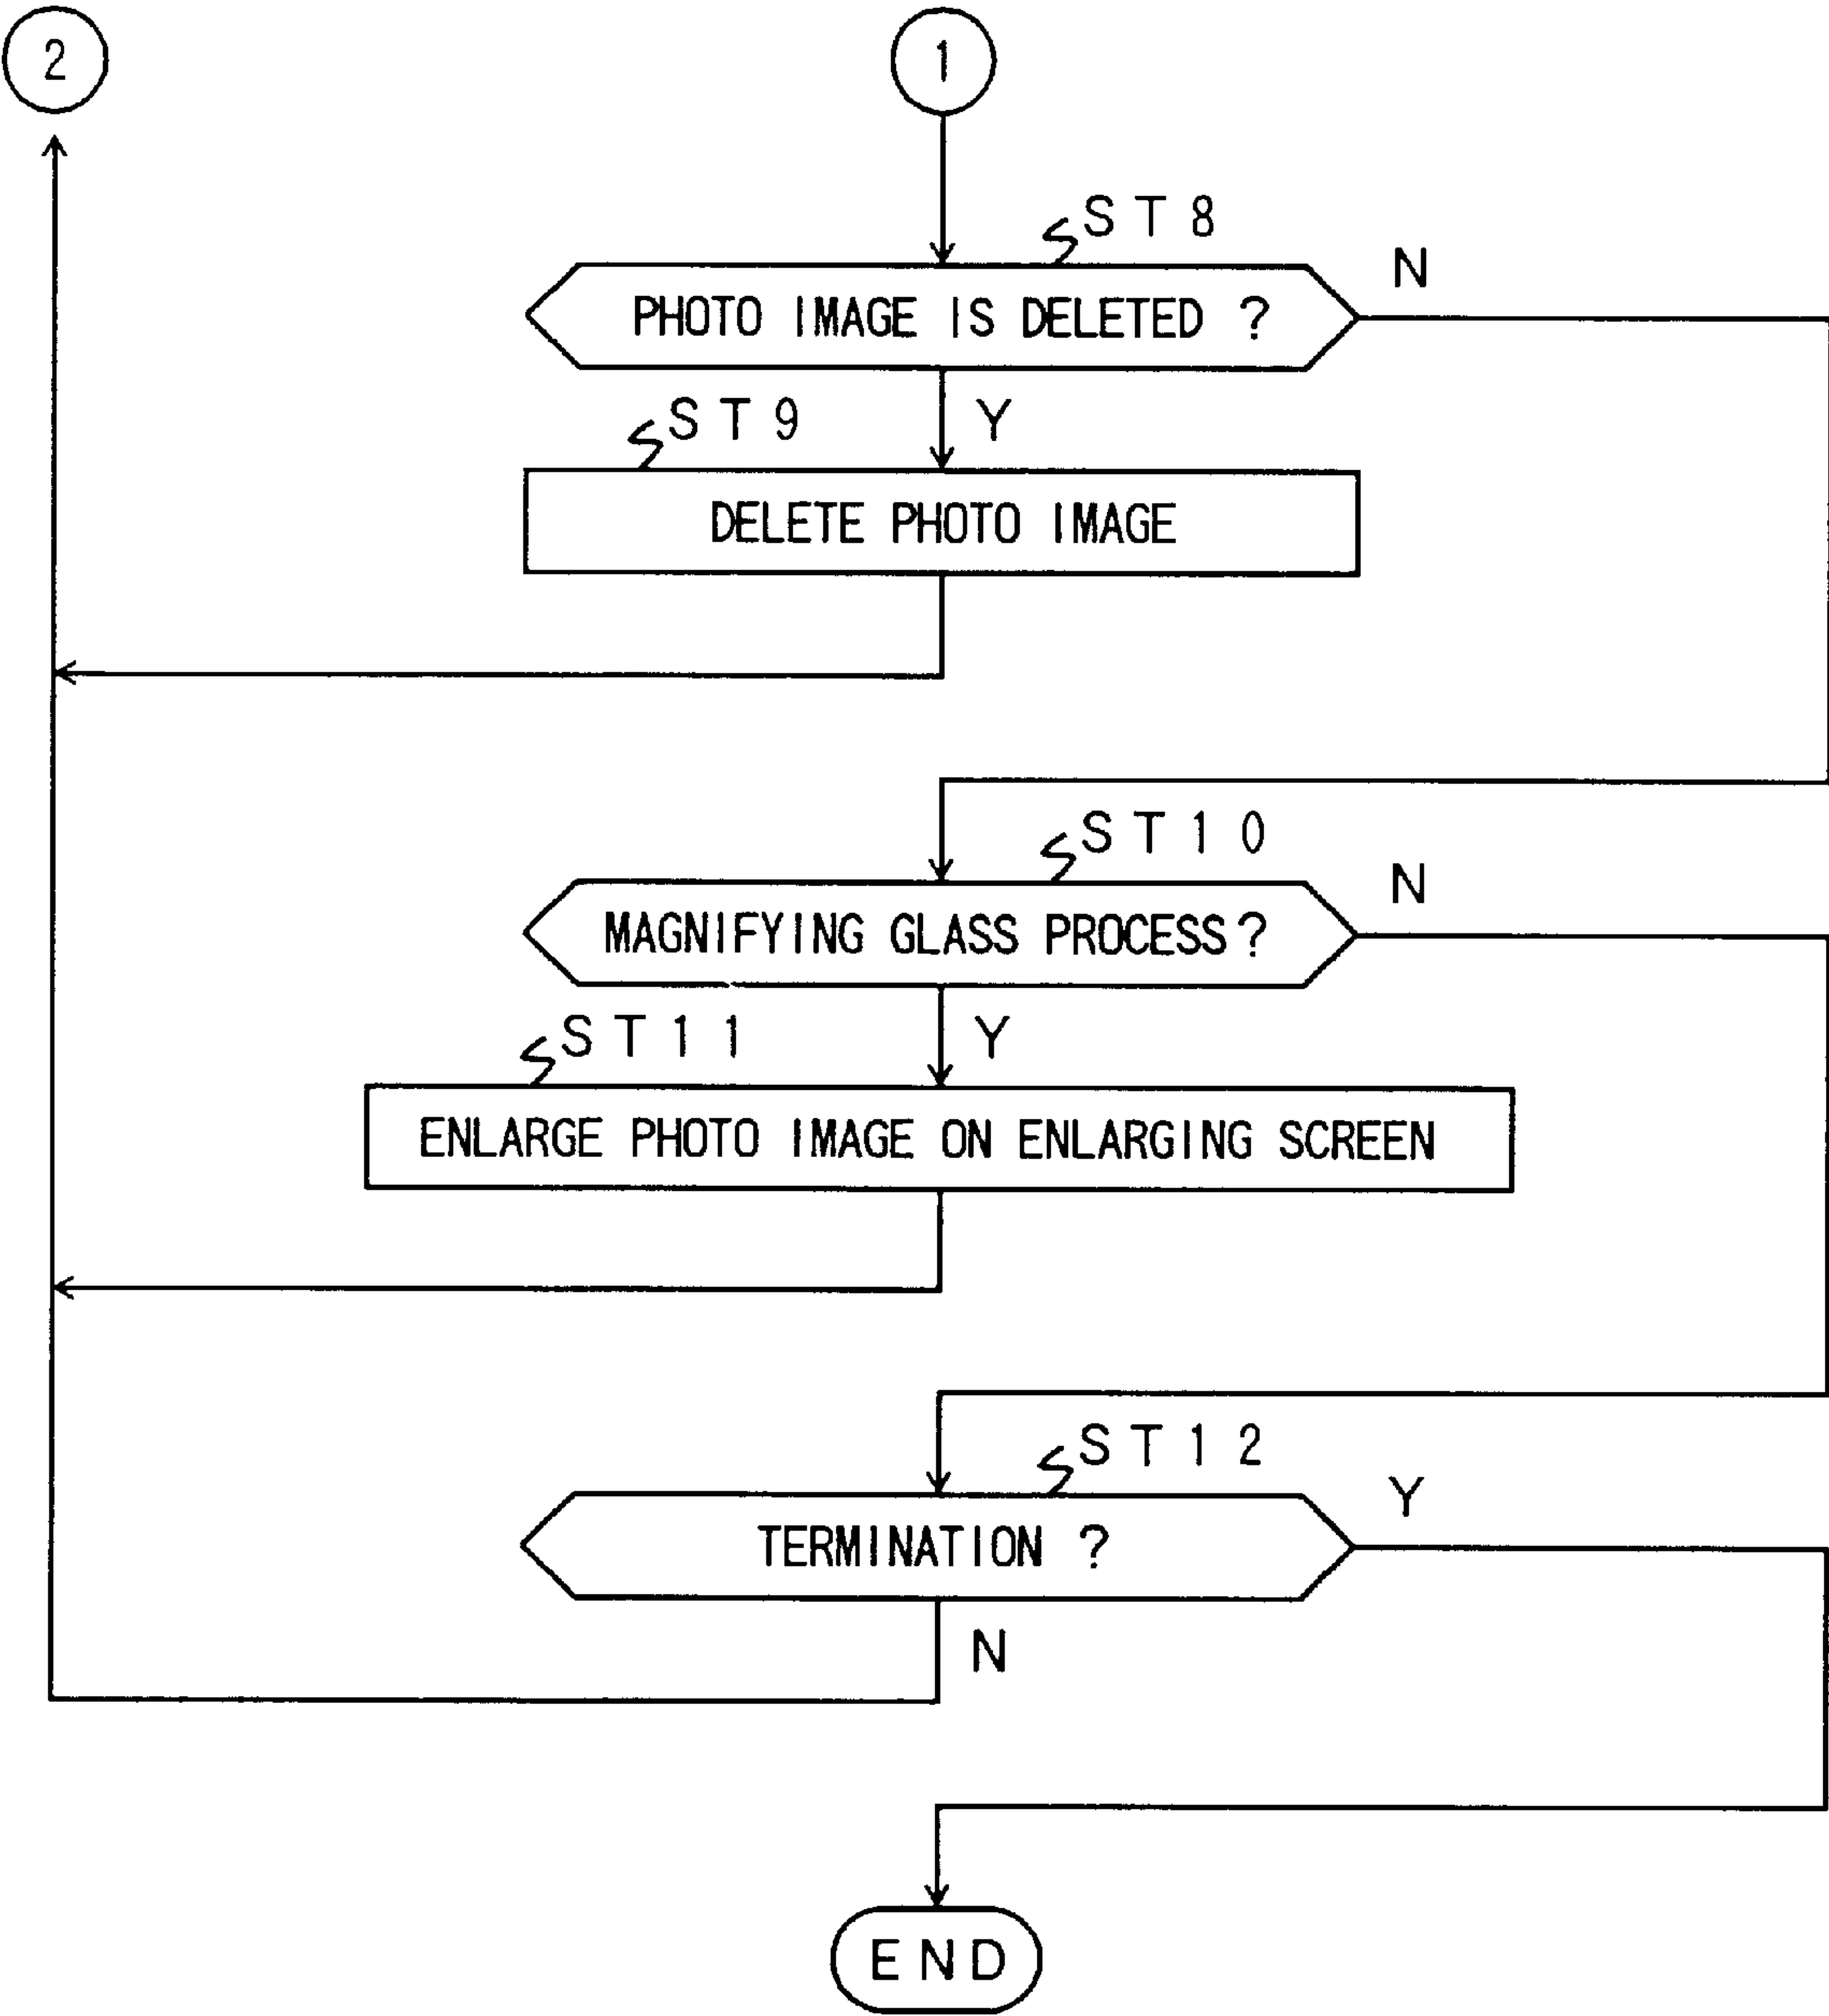 2
1
ST8
PHOTO IMAGE IS DELETED ?
N
ST9
Y
DELETE PHOTO IMAGE
ST10
MAGNIFYING GLASS PROCESS?
N
ST11
Y
ENLARGE PHOTO IMAGE ON ENLARGING SCREEN
ST12
TERMINATION ?
Y
N
END